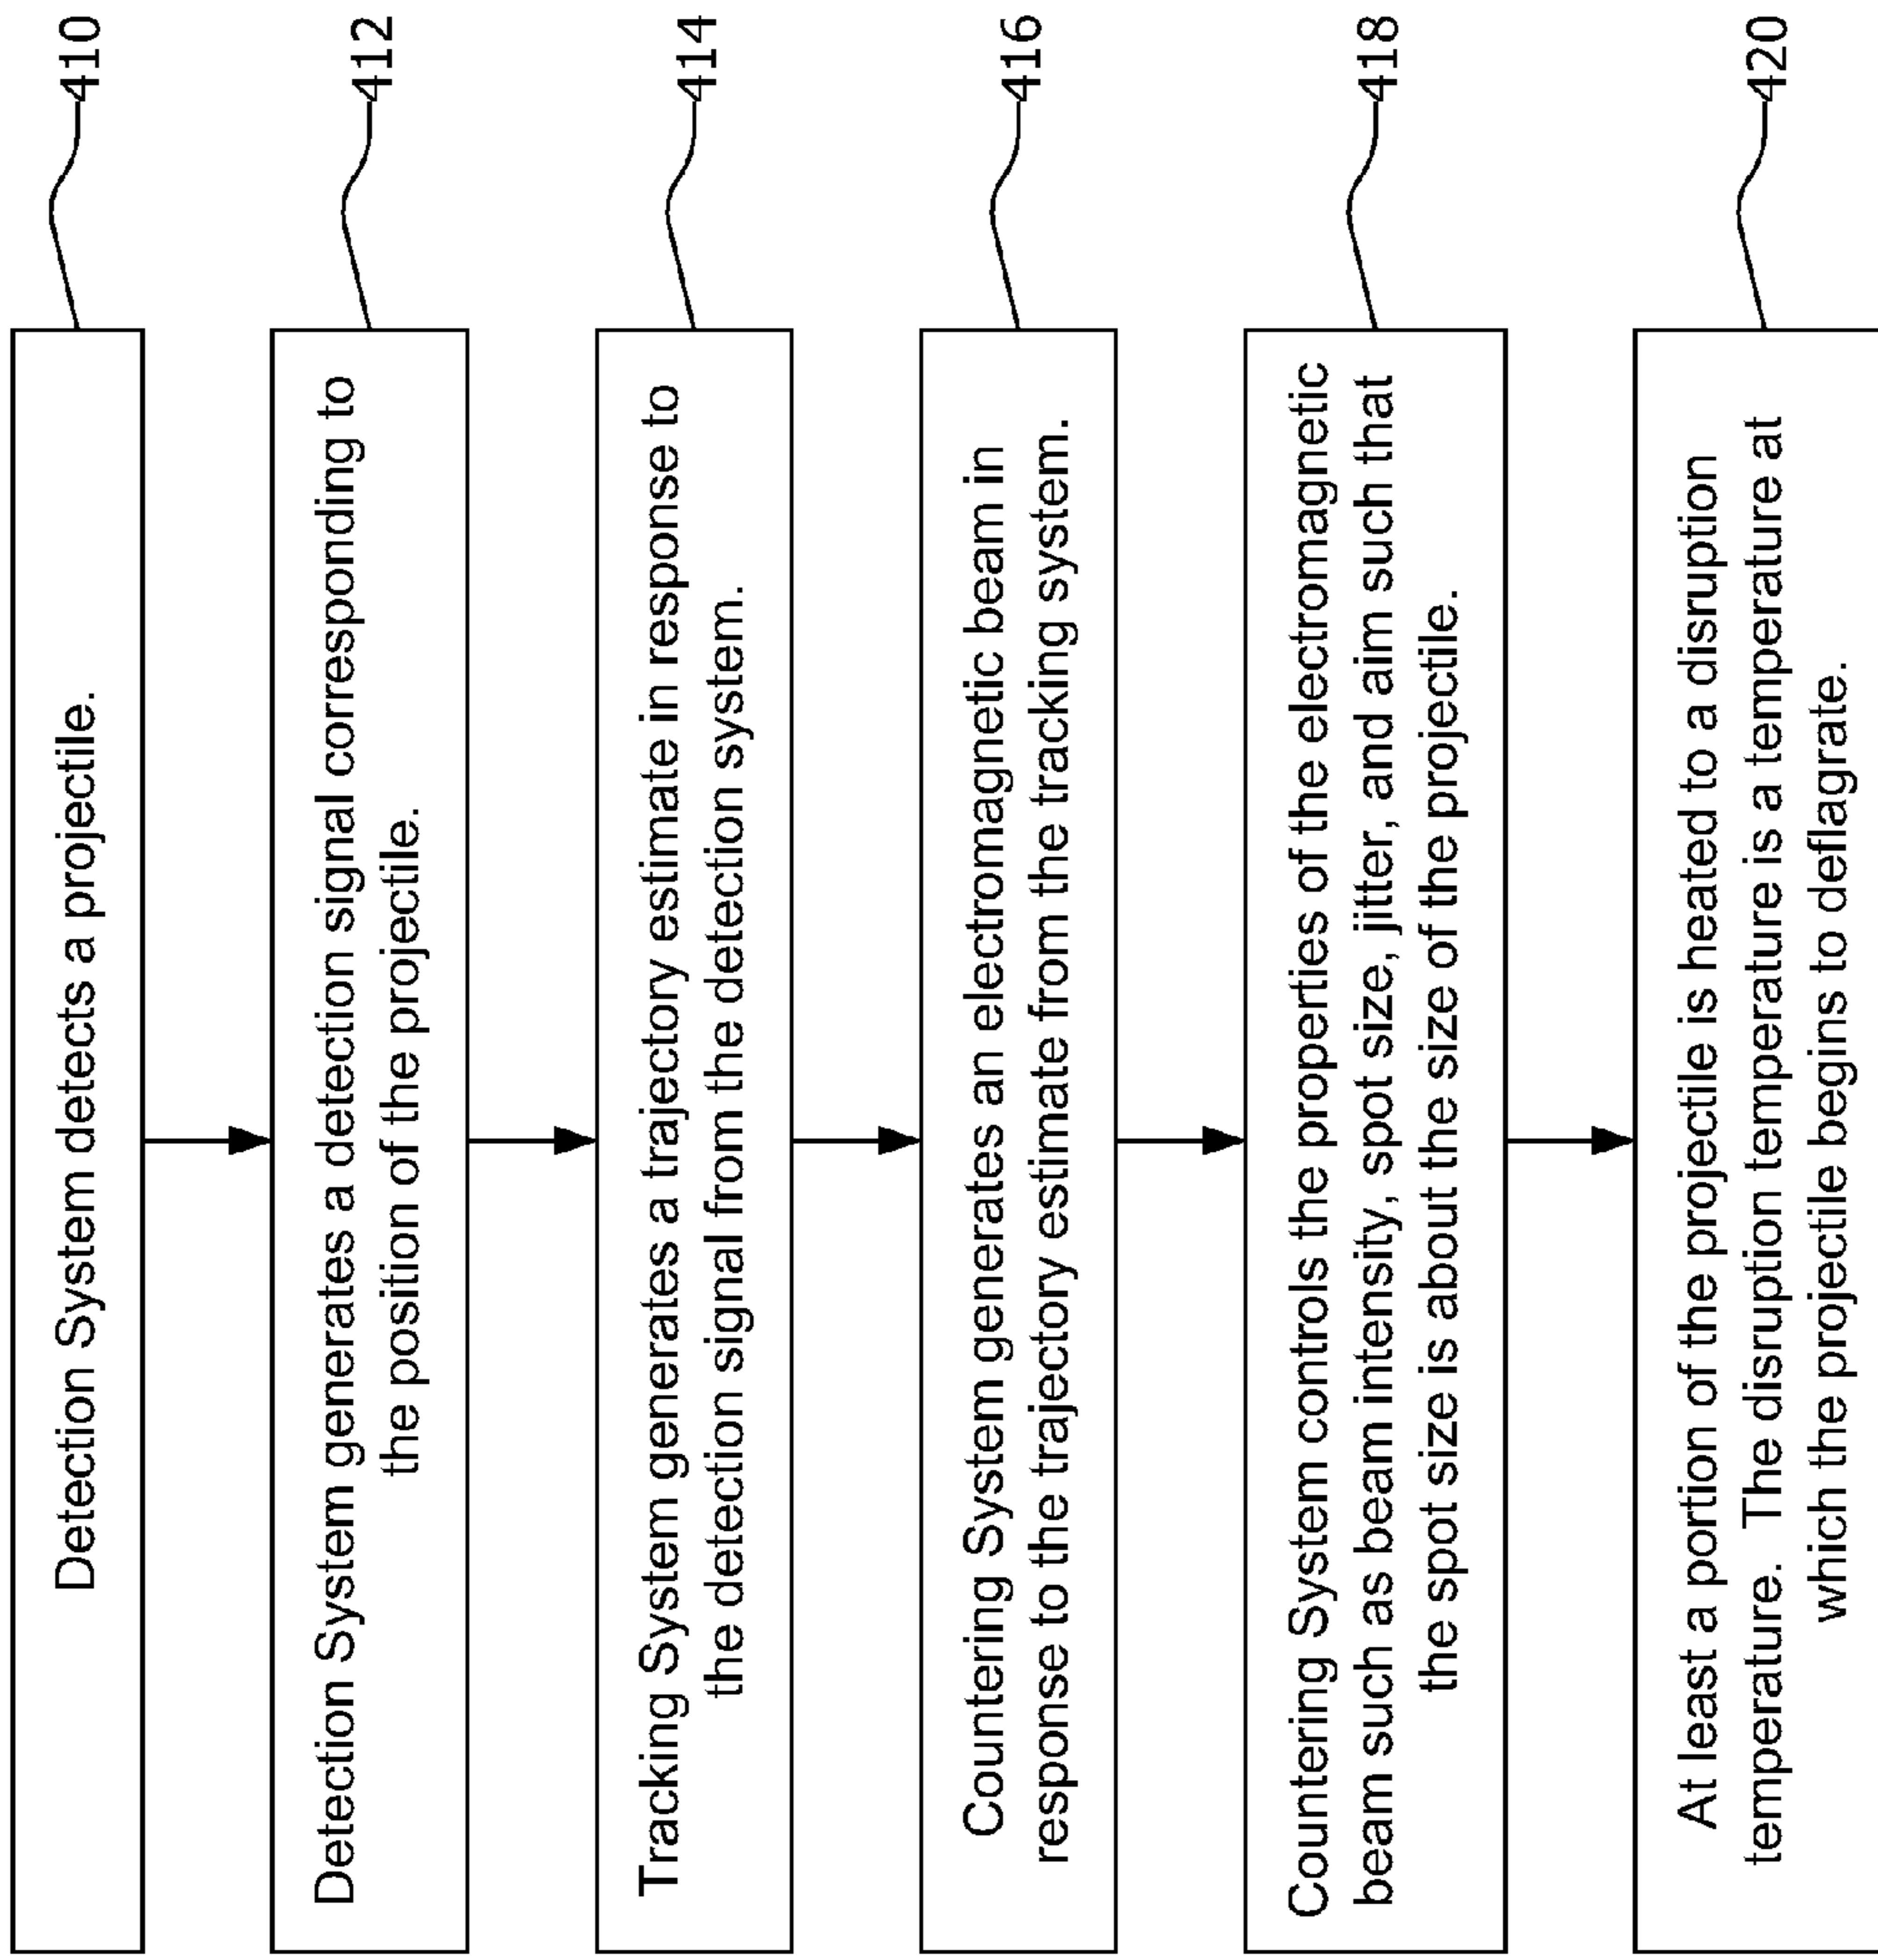 Detection System detects a projectile.
410
Detection System generates a detection signal corresponding to
the position of the projectile.
412
Tracking System generates a trajectory estimate in response to
the detection signal from the detection system.
414
Countering System generates an electromagnetic beam in
response to the trajectory estimate from the tracking system.
416
Countering System controls the properties of the electromagnetic
beam such as beam intensity, spot size, jitter, and aim such that
the spot size is about the size of the projectile.
418
At least a portion of the projectile is heated to a disruption
temperature. The disruption temperature is a temperature at
which the projectile begins to deflagrate.
420